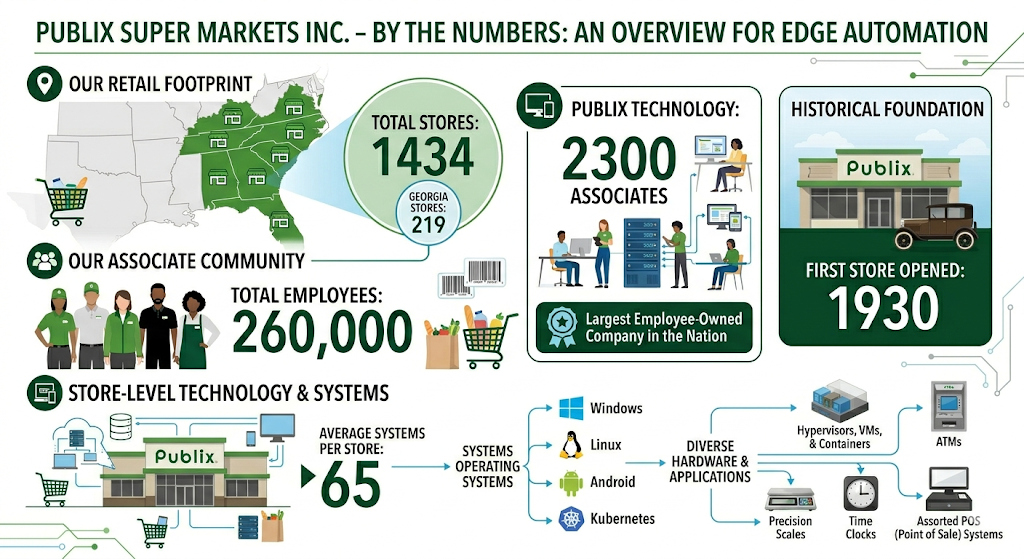 PUBLIX SUPER MARKETS INC. – BY THE NUMBERS: AN OVERVIEW FOR EDGE AUTOMATION
OUR RETAIL FOOTPRINT
TOTAL STORES:
1434
GEORGIA
STORES:
219
OUR ASSOCIATE COMMUNITY
TOTAL EMPLOYEES:
260,000
PUBLIX TECHNOLOGY:
2300
ASSOCIATES
Largest Employee-Owned
Company in the Nation
HISTORICAL FOUNDATION
Publix
FIRST STORE OPENED:
1930
STORE-LEVEL TECHNOLOGY & SYSTEMS
Publix
AVERAGE SYSTEMS
PER STORE:
65
SYSTEMS
OPERATING
SYSTEMS
Windows
Linux
Android
Kubernetes
DIVERSE
HARDWARE &
APPLICATIONS
Hypervisors, VMs,
& Containers
ATMs
Precision
Scales
Time
Clocks
Assorted POS
(Point of Sale) Systems